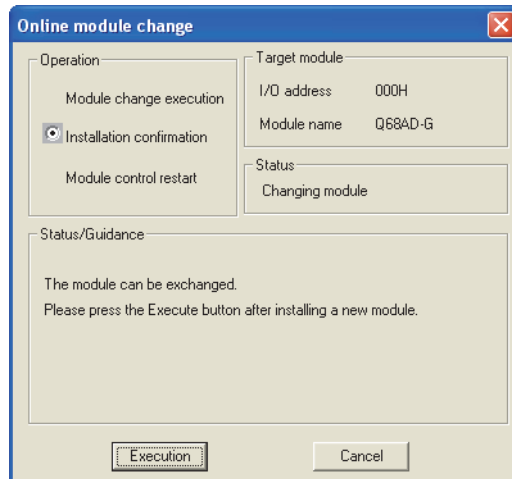 Online module change
Operation
Module change execution
Installation confirmation
Module control restart
Target module
I/O address 000H
Module name Q68AD-G
Status
Changing module
Status/Guidance
The module can be exchanged.
Please press the Execute button after installing a new module.
Execution Cancel